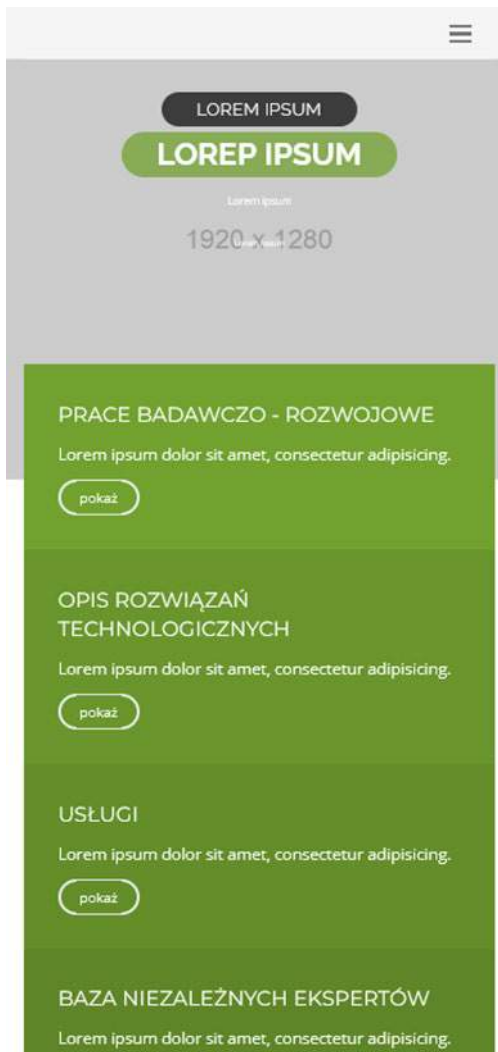 LOREM IPSUM
LOREP IPSUM
Lorem ipsum
1920 x 1280
PRACE BADAWCZO - ROZWOJOWE
Lorem ipsum dolor sit amet, consectetur adipisicing.
pokaż
OPIS ROZWIĄZAŃ
TECHNOLOGICZNYCH
Lorem ipsum dolor sit amet, consectetur adipisicing.
pokaż
USŁUGI
Lorem ipsum dolor sit amet, consectetur adipisicing.
pokaż
BAZA NIEZALEŻNYCH EKSPERTÓW
Lorem ipsum dolor sit amet, consectetur adipisicing.